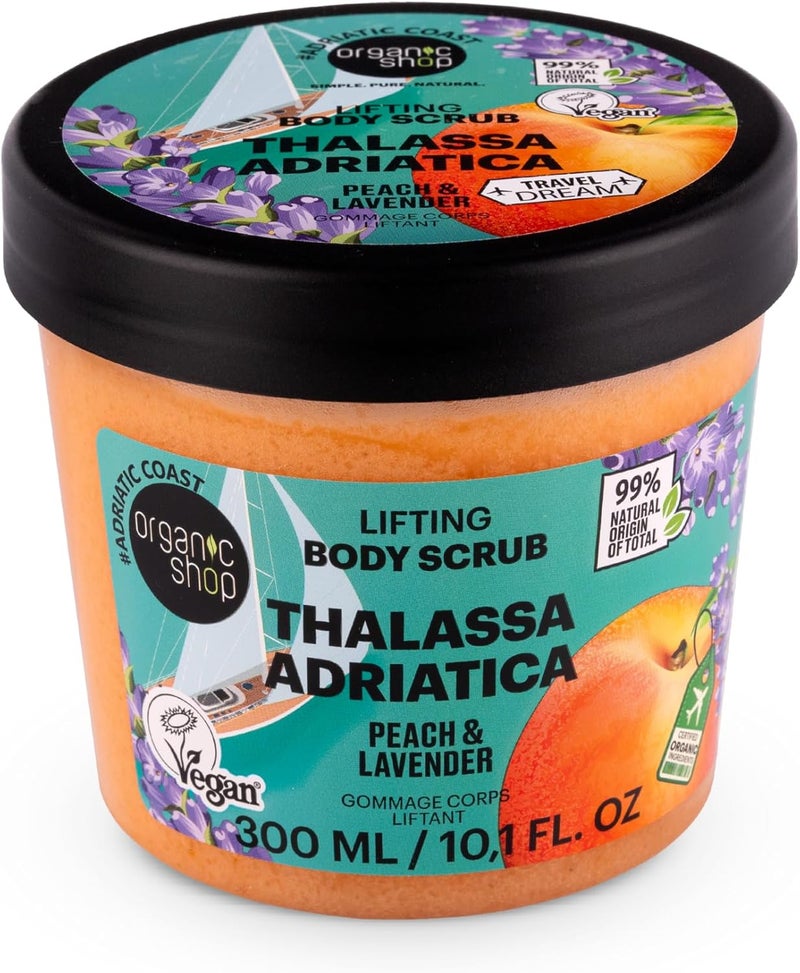 #ADRIATIC COAST
organic
shop
SIMPLE. PURE. NATURAL.
99%
NATURAL
ORIGIN
OF TOTAL
Vegan
LIFTING
BODY SCRUB
THALASSA
ADRIATICA
PEACH &
LAVENDER
TRAVEL
DREAM
GOMMAGE CORPS
LIFTANT
#ADRIATIC COAST
organic
shop
LIFTING
BODY SCRUB
99%
NATURAL
ORIGIN
OF TOTAL
THALASSA
ADRIATICA
PEACH &
LAVENDER
Vegan
CERTIFIED
ORGANIC
INGREDIENTS
GOMMAGE CORPS
LIFTANT
300 ML / 10,1 FL. OZ